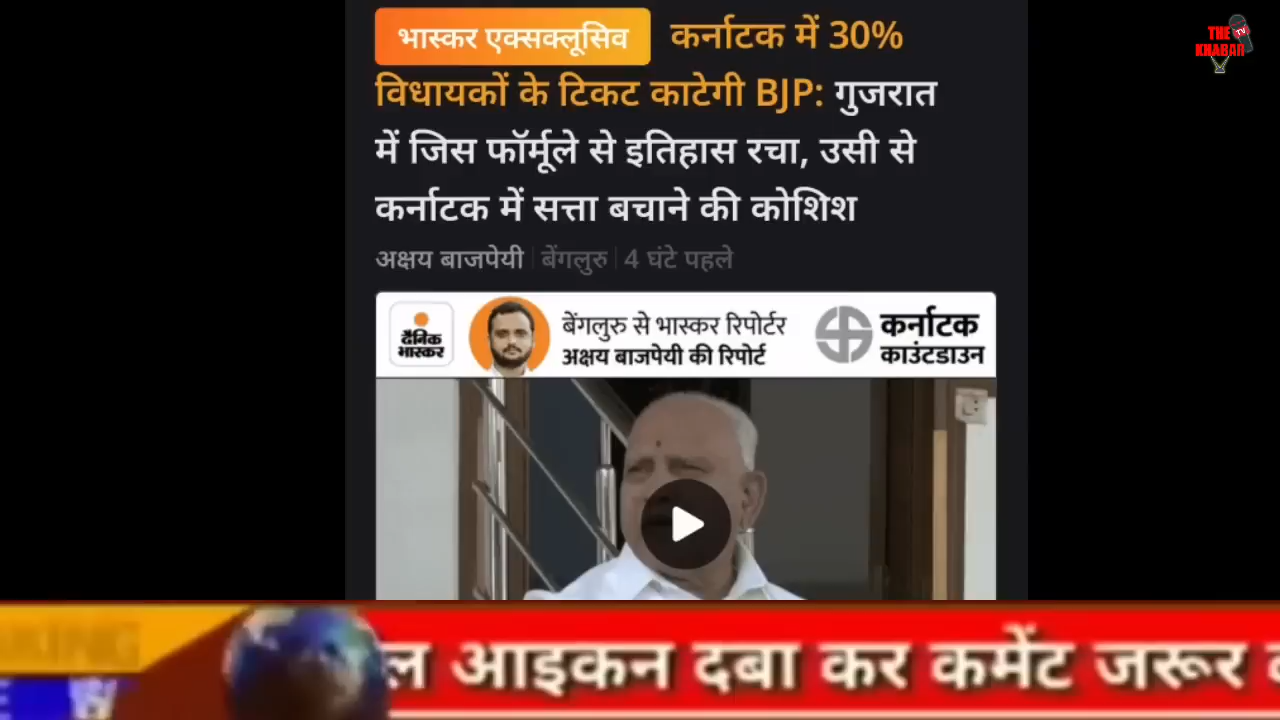 भास्कर एक्सक्लूसिव कर्नाटक में 30%
विधायकों के टिकट काटेगी BJP: गुजरात
में जिस फॉर्मूले से इतिहास रचा, उसी से
कर्नाटक में सत्ता बचाने की कोशिश
अक्षय बाजपेयी | बेंगलुरु | 4 घंटे पहले
दैनिक
भास्कर
बेंगलुरु से भास्कर रिपोर्टर
अक्षय बाजपेयी की रिपोर्ट
कर्नाटक
काउंटडाउन
THE
TV
KHABAR
ल आइकन दबा कर कमेंट जरूर